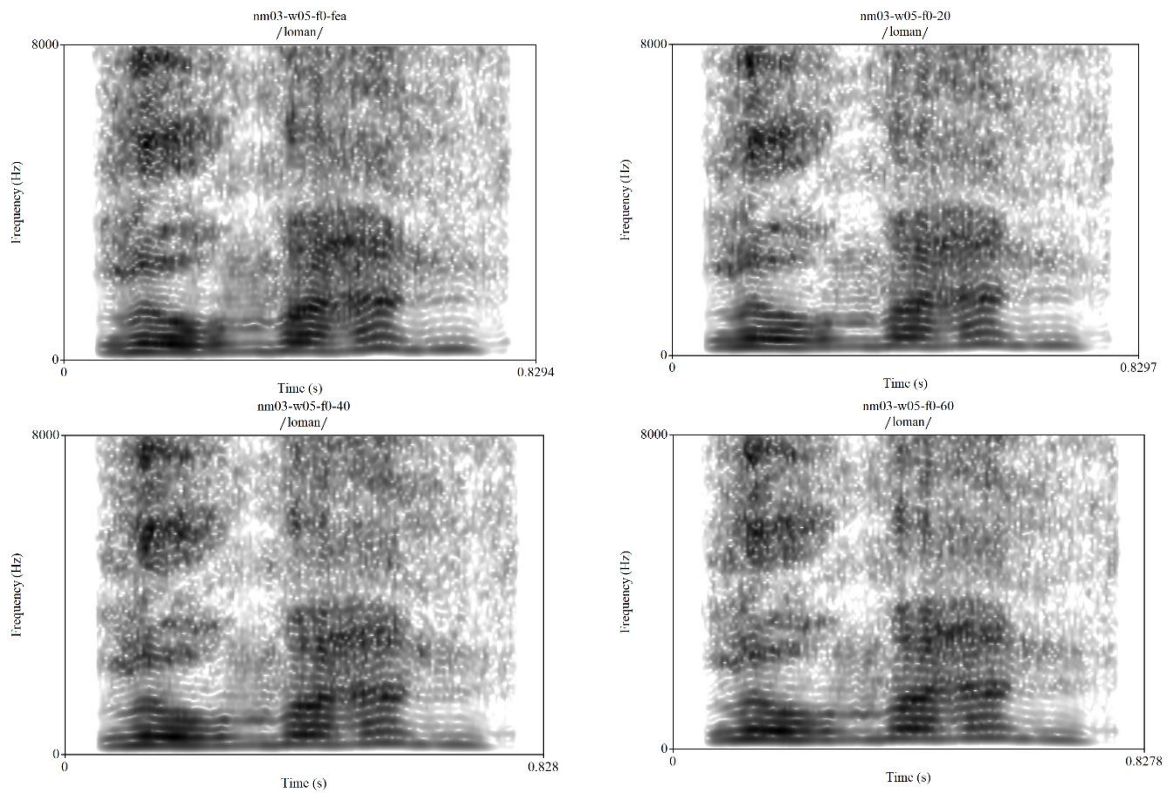 nm03-w05-f0-fea
/loman/
8000
Frequency (Hz)
0
0
0.8294
Time (s)
nm03-w05-f0-20
/loman/
8000
Frequency (Hz)
0
0
0.8297
Time (s)
nm03-w05-f0-40
/loman/
8000
Frequency (Hz)
0
0
0.828
Time (s)
nm03-w05-f0-60
/loman/
8000
Frequency (Hz)
0
0
0.8278
Time (s)